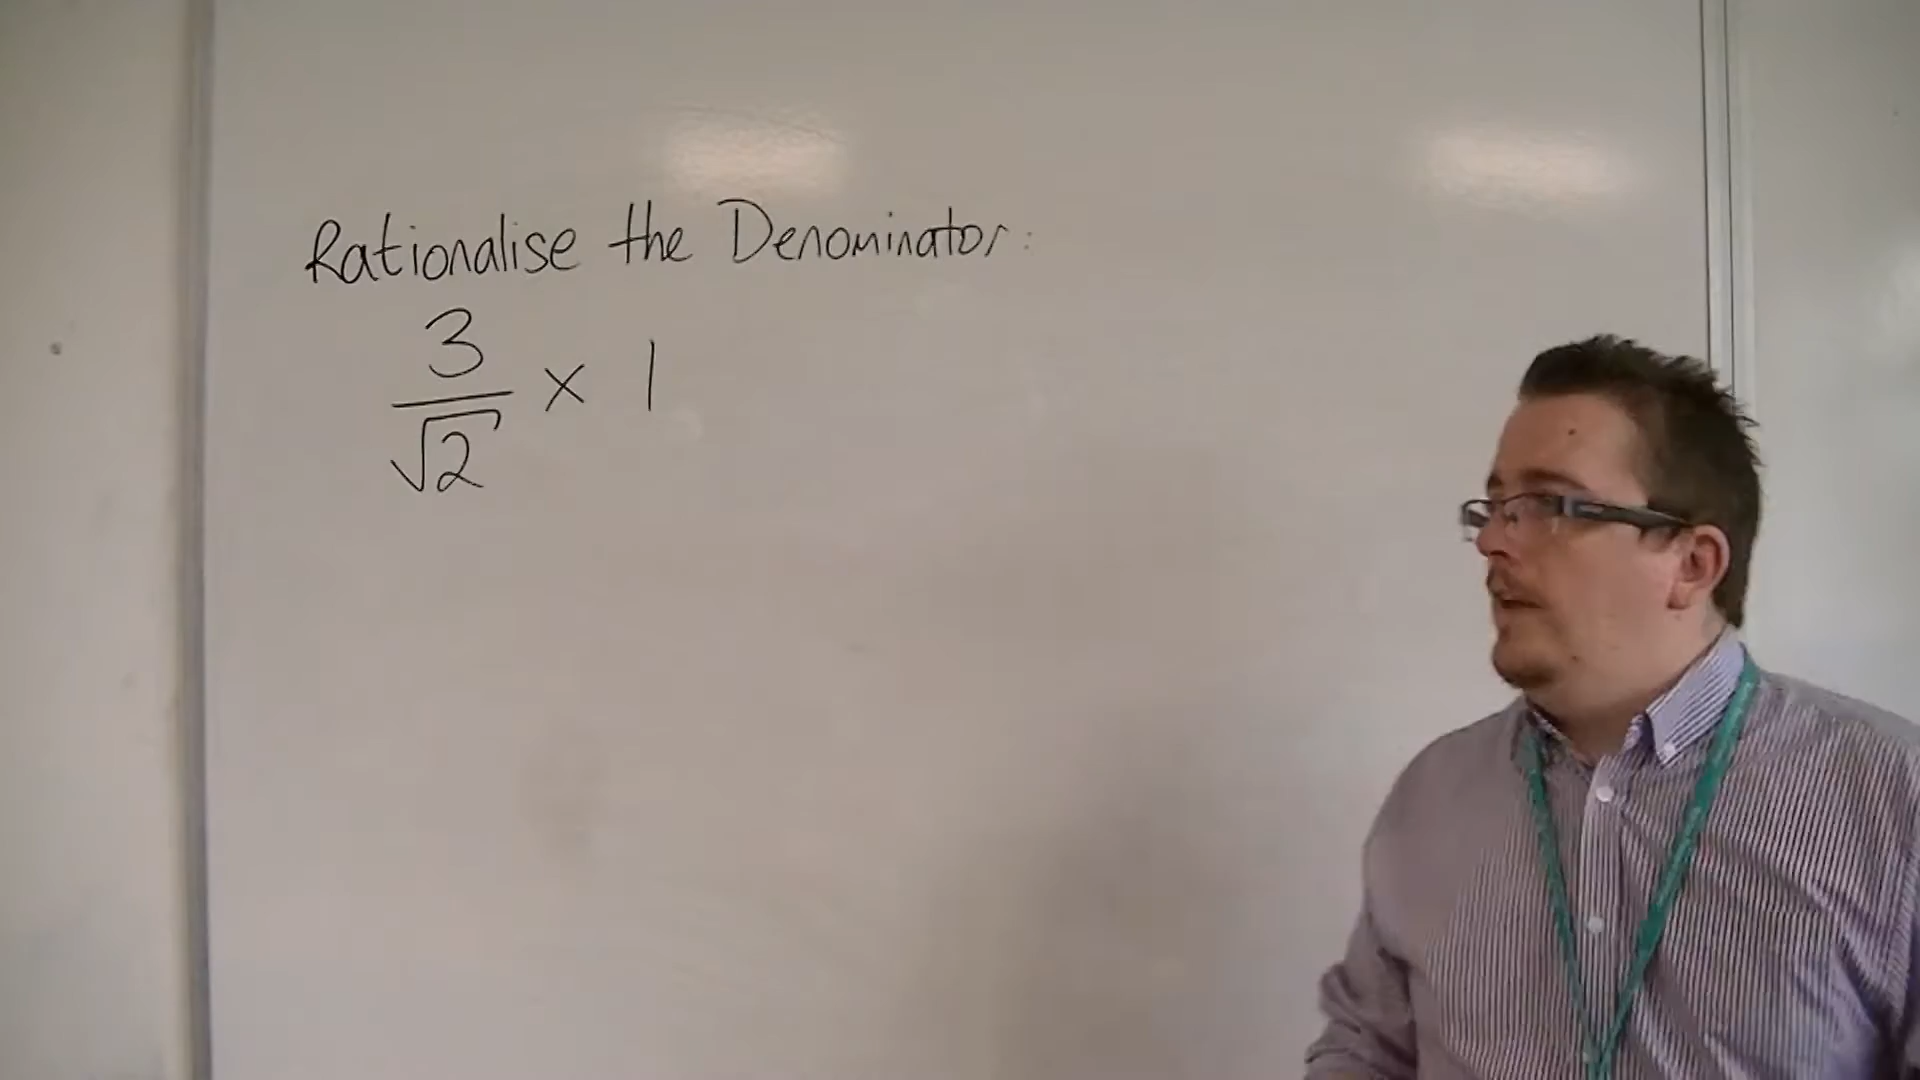 Rationalise the Denominator:
3/√2 × 1